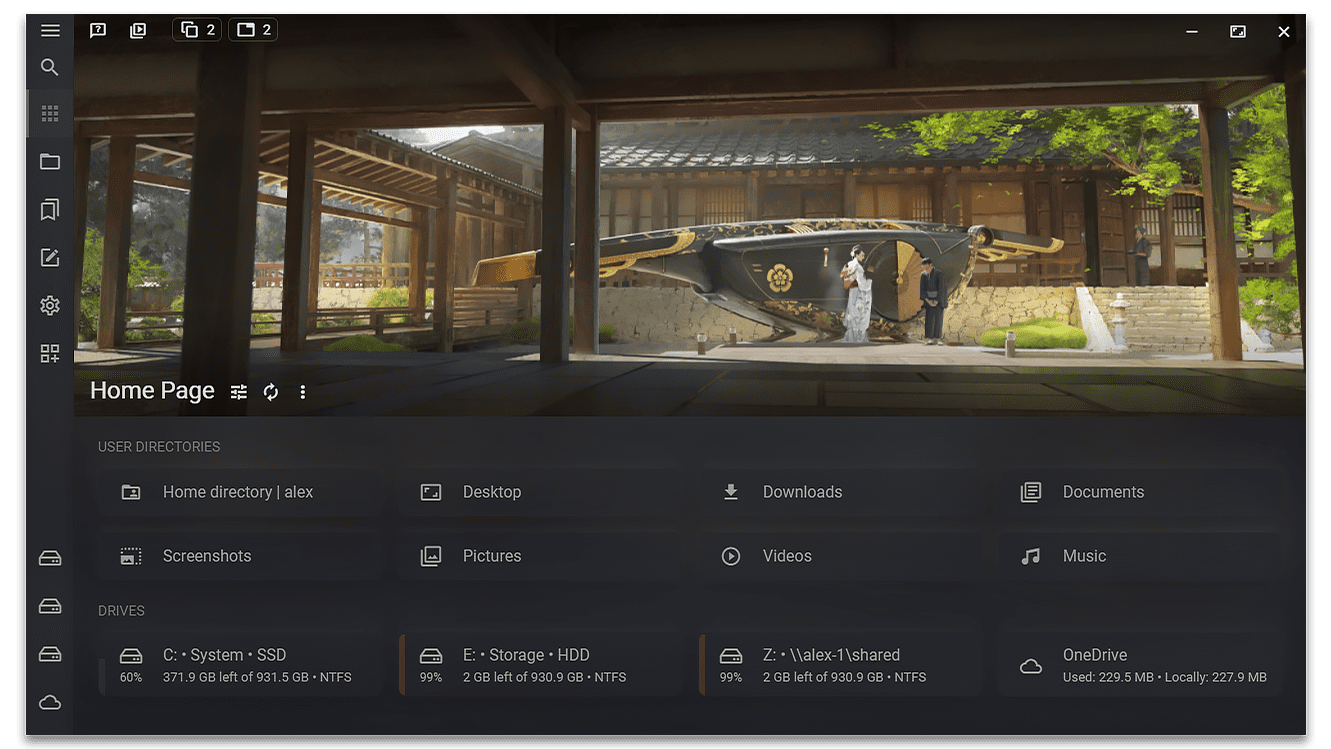 2
2
Home Page
USER DIRECTORIES
Home directory | alex
Desktop
Downloads
Documents
Screenshots
Pictures
Videos
Music
DRIVES
C: • System • SSD
60%
371.9 GB left of 931.5 GB • NTFS
E: • Storage • HDD
99%
2 GB left of 930.9 GB • NTFS
Z: • \\alex-1\shared
99%
2 GB left of 930.9 GB • NTFS
OneDrive
Used: 229.5 MB • Locally: 227.9 MB